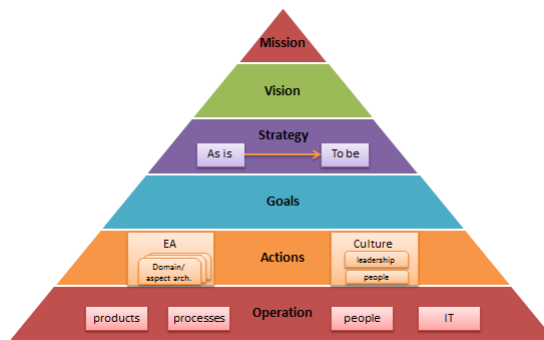 Mission
Vision
Strategy
As is
To be
Goals
EA
Domain/
aspect arch.
Actions
Culture
leadership
people
Operation
products
processes
people
IT